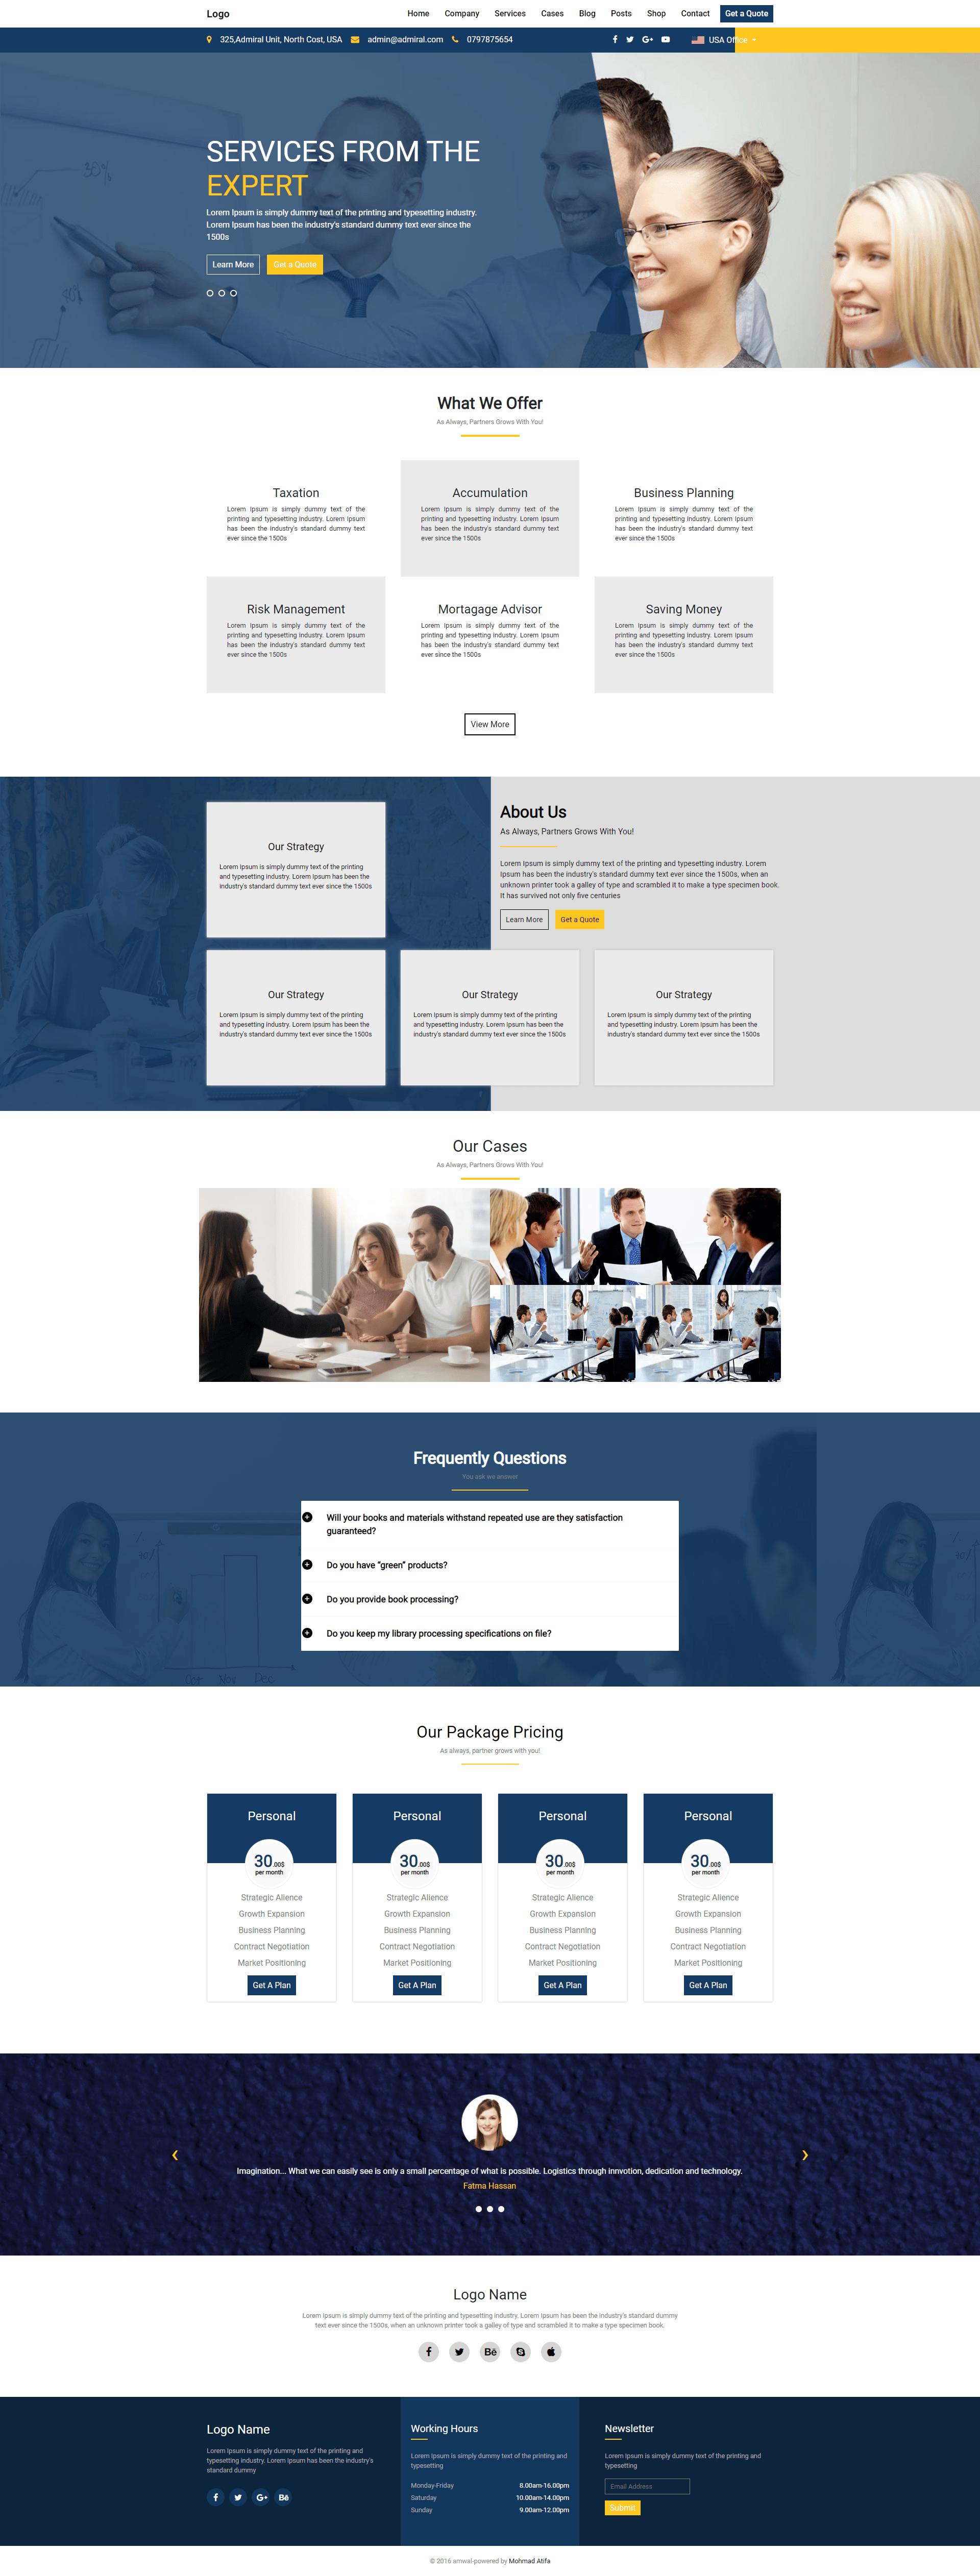 Logo
Home Company Services Cases Blog Posts Shop Contact Get a Quote
325,Admiral Unit, North Cost, USA admin@admiral.com 0797875654 USA Office
SERVICES FROM THE
EXPERT
Lorem Ipsum is simply dummy text of the printing and typesetting industry.
Lorem Ipsum has been the industry's standard dummy text ever since the
1500s
Learn More Get a Quote
What We Offer
As Always, Partners Grows With You!
Taxation
Lorem Ipsum is simply dummy text of the
printing and typesetting industry. Lorem Ipsum
has been the industry's standard dummy text
ever since the 1500s
Accumulation
Lorem Ipsum is simply dummy text of the
printing and typesetting industry. Lorem Ipsum
has been the industry's standard dummy text
ever since the 1500s
Business Planning
Lorem Ipsum is simply dummy text of the
printing and typesetting industry. Lorem Ipsum
has been the industry's standard dummy text
ever since the 1500s
Risk Management
Lorem Ipsum is simply dummy text of the
printing and typesetting industry. Lorem Ipsum
has been the industry's standard dummy text
ever since the 1500s
Mortagage Advisor
Lorem Ipsum is simply dummy text of the
printing and typesetting industry. Lorem Ipsum
has been the industry's standard dummy text
ever since the 1500s
Saving Money
Lorem Ipsum is simply dummy text of the
printing and typesetting industry. Lorem Ipsum
has been the industry's standard dummy text
ever since the 1500s
View More
Our Strategy
Lorem Ipsum is simply dummy text of the printing
and typesetting industry. Lorem Ipsum has been the
industry's standard dummy text ever since the 1500s
About Us
As Always, Partners Grows With You!
Lorem Ipsum is simply dummy text of the printing and typesetting industry. Lorem
Ipsum has been the industry's standard dummy text ever since the 1500s, when an
unknown printer took a galley of type and scrambled it to make a type specimen book.
It has survived not only five centuries
Learn More Get a Quote
Our Strategy
Lorem Ipsum is simply dummy text of the printing
and typesetting industry. Lorem Ipsum has been the
industry's standard dummy text ever since the 1500s
Our Strategy
Lorem Ipsum is simply dummy text of the printing
and typesetting industry. Lorem Ipsum has been the
industry's standard dummy text ever since the 1500s
Our Strategy
Lorem Ipsum is simply dummy text of the printing
and typesetting industry. Lorem Ipsum has been the
industry's standard dummy text ever since the 1500s
Our Cases
As Always, Partners Grows With You!
Frequently Questions
You ask we answer
Will your books and materials withstand repeated use are they satisfaction
guaranteed?
Do you have “green” products?
Do you provide book processing?
Do you keep my library processing specifications on file?
Our Package Pricing
As always, partner grows with you!
Personal
30.00$
per month
Strategic Alience
Growth Expansion
Business Planning
Contract Negotiation
Market Positioning
Get A Plan
Personal
30.00$
per month
Strategic Alience
Growth Expansion
Business Planning
Contract Negotiation
Market Positioning
Get A Plan
Personal
30.00$
per month
Strategic Alience
Growth Expansion
Business Planning
Contract Negotiation
Market Positioning
Get A Plan
Personal
30.00$
per month
Strategic Alience
Growth Expansion
Business Planning
Contract Negotiation
Market Positioning
Get A Plan
Imagination... What we can easily see is only a small percentage of what is possible. Logistics through innvotion, dedication and technology.
Fatma Hassan
Logo Name
Lorem Ipsum is simply dummy text of the printing and typesetting industry. Lorem Ipsum has been the industry's standard dummy
text ever since the 1500s, when an unknown printer took a galley of type and scrambled it to make a type specimen book.
Logo Name
Lorem Ipsum is simply dummy text of the printing and
typesetting industry. Lorem Ipsum has been the industry's
standard dummy
Working Hours
Lorem Ipsum is simply dummy text of the printing and
typesetting
Monday-Friday 8.00am-16.00pm
Saturday 10.00am-14.00pm
Sunday 9.00am-12.00pm
Newsletter
Lorem Ipsum is simply dummy text of the printing and
typesetting
Email Address
Submit
© 2016 amwal-powered by Mohmad Atifa